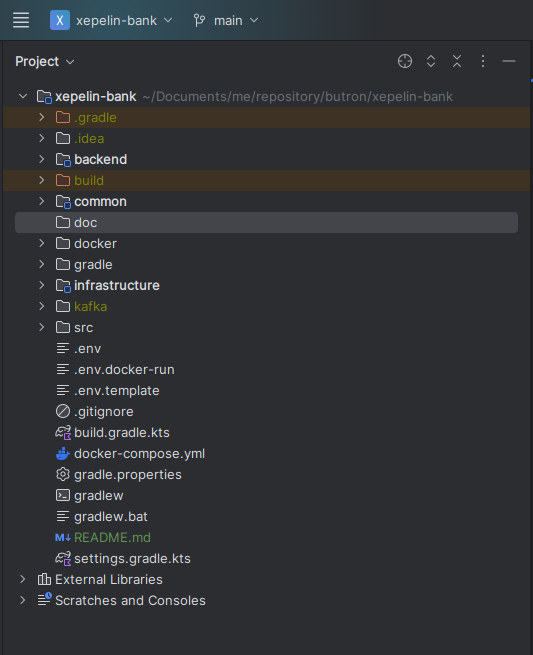 X xepelin-bank main
Project
xepelin-bank ~/Documents/me/repository/butron/xepelin-bank
.gradle
.idea
backend
build
common
doc
docker
gradle
infrastructure
kafka
src
.env
.env.docker-run
.env.template
.gitignore
build.gradle.kts
docker-compose.yml
gradle.properties
gradlew
gradlew.bat
M↓ README.md
settings.gradle.kts
External Libraries
Scratches and Consoles